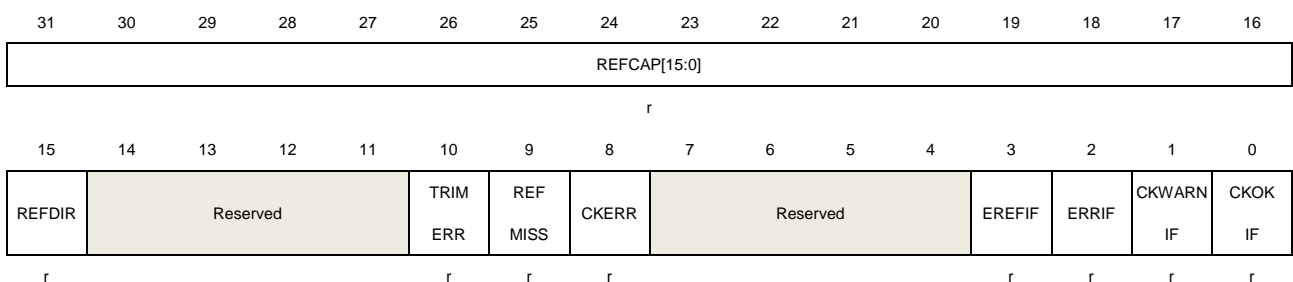 31 30 29 28 27 26 25 24 23 22 21 20 19 18 17 16
REFCAP[15:0]
r
15 14 13 12 11 10 9 8 7 6 5 4 3 2 1 0
REFDIR Reserved TRIM ERR REF MISS CKERR Reserved EREFIF ERRIF CKWARN IF CKOK IF
r r r r r r r r